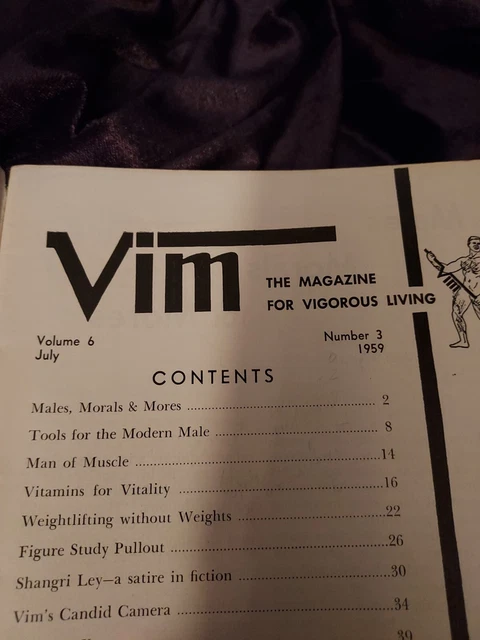 Vim
THE MAGAZINE
FOR VIGOROUS LIVING
Vim
Volume 6
July
Number 3
1959
CONTENTS
Males, Morals & Mores ........................................ 2
Tools for the Modern Male ................................. 8
Man of Muscle .................................................14
Vitamins for Vitality .........................................16
Weightlifting without Weights .............................22
Figure Study Pullout ........................................26
Shangri Ley—a satire in fiction ..........................30
Vim's Candid Camera .......................................34
39